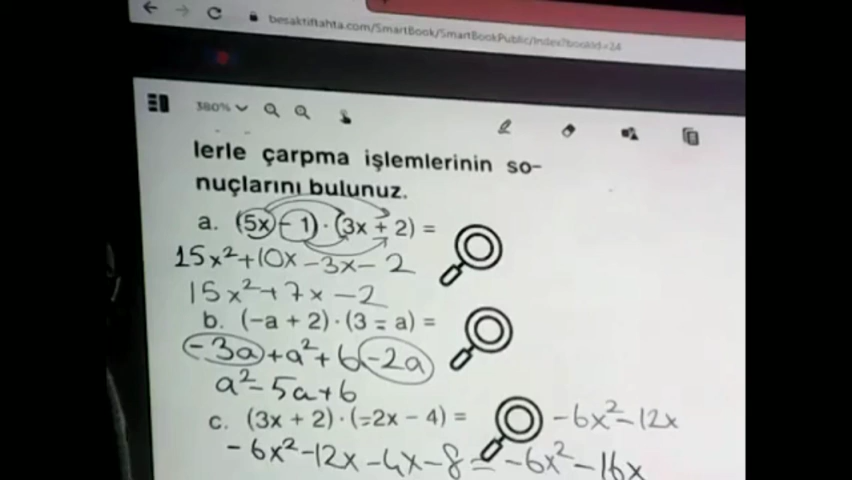 besaktiftahta.com/SmartBook/SmartBookPublic/Index?bookId=24
380%
lerle çarpma işlemlerinin so-
nuçlarını bulunuz.
a. (5x - 1) · (3x + 2) =
15x² + 10x - 3x - 2
15x² + 7x - 2
b. (-a + 2) · (3 - a) =
-3a + a² + 6 - 2a
a² - 5a + 6
c. (3x + 2) · (-2x - 4) = -6x² - 12x
-6x² - 12x - 4x - 8 = -6x² - 16x